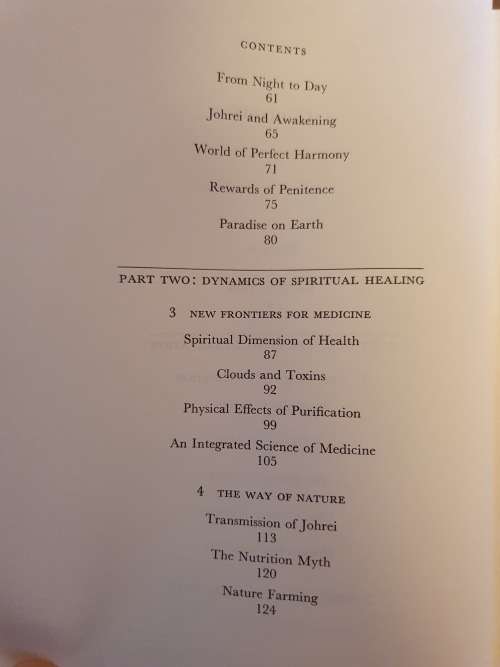 CONTENTS
From Night to Day
61
Johrei and Awakening
65
World of Perfect Harmony
71
Rewards of Penitence
75
Paradise on Earth
80
PART TWO: DYNAMICS OF SPIRITUAL HEALING
3 NEW FRONTIERS FOR MEDICINE
Spiritual Dimension of Health
87
Clouds and Toxins
92
Physical Effects of Purification
99
An Integrated Science of Medicine
105
4 THE WAY OF NATURE
Transmission of Johrei
113
The Nutrition Myth
120
Nature Farming
124